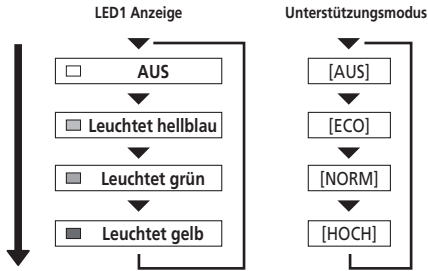 LED1 Anzeige Unterstützungsmodus
AUS [AUS]
Leuchtet hellblau [ECO]
Leuchtet grün [NORM]
Leuchtet gelb [HOCH]